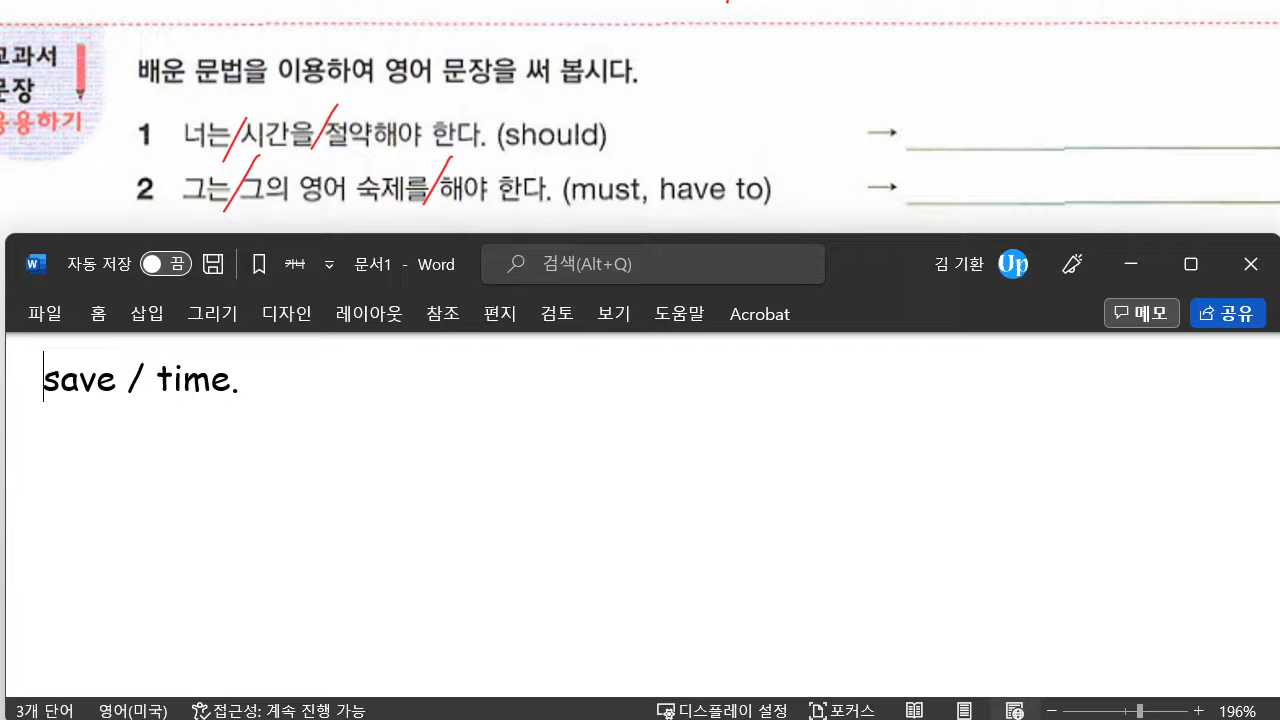 교과서
문장
응용하기
배운 문법을 이용하여 영어 문장을 써 봅시다.
1 너는/시간을/절약해야 한다. (should) →
2 그는/그의 영어 숙제를/해야 한다. (must, have to) →
자동 저장 끔 가나 문서1 - Word 검색(Alt+Q) 김 기환 Up
파일 홈 삽입 그리기 디자인 레이아웃 참조 편지 검토 보기 도움말 Acrobat 메모 공유
save / time.
3개 단어 영어(미국) 접근성: 계속 진행 가능 디스플레이 설정 포커스 196%